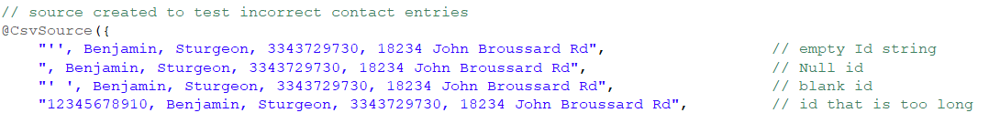 // source created to test incorrect contact entries
@CsvSource({
"'', Benjamin, Sturgeon, 3343729730, 18234 John Broussard Rd", // empty Id string
", Benjamin, Sturgeon, 3343729730, 18234 John Broussard Rd", // Null id
"' ', Benjamin, Sturgeon, 3343729730, 18234 John Broussard Rd", // blank id
"12345678910, Benjamin, Sturgeon, 3343729730, 18234 John Broussard Rd", // id that is too long